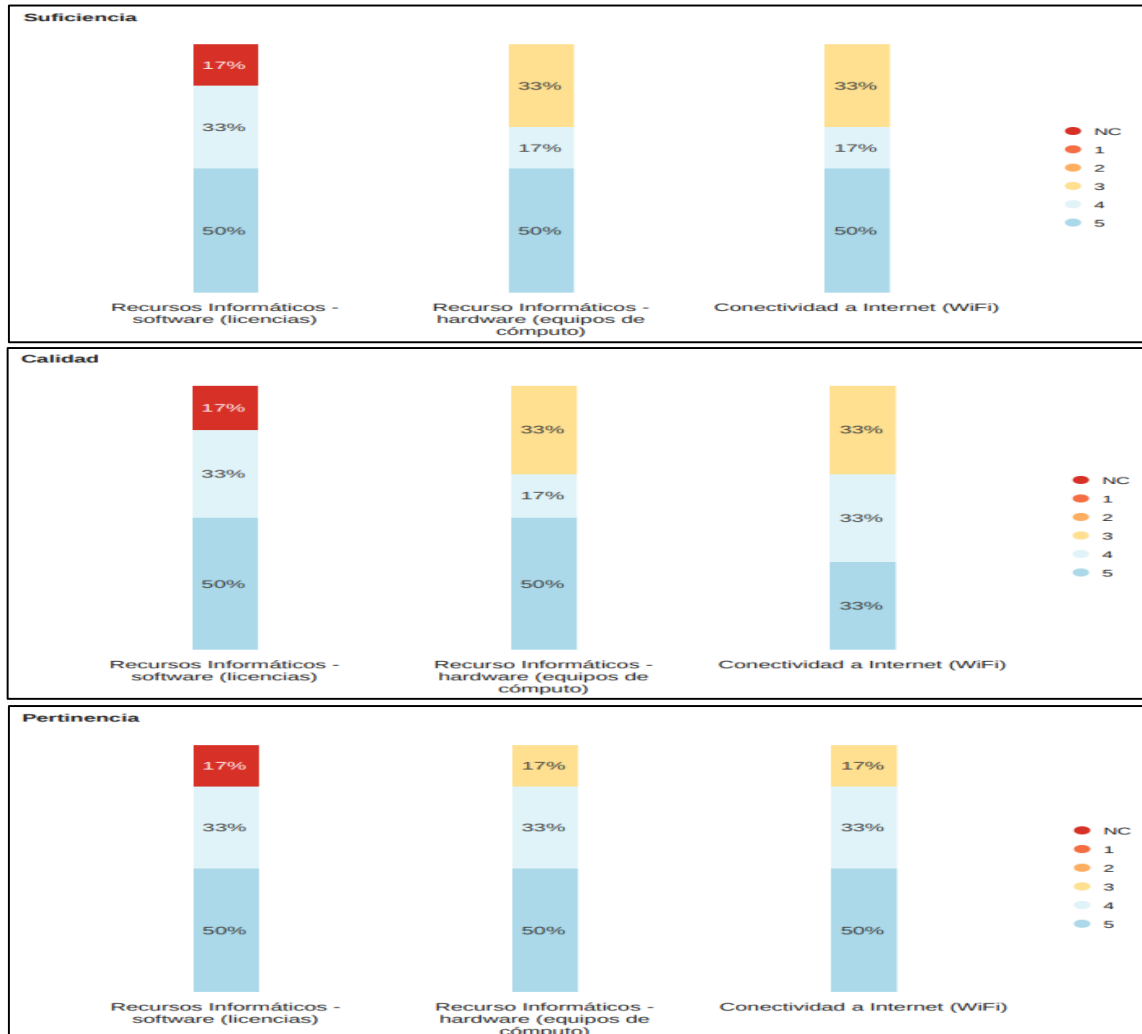 Suficiencia
17%
33%
33%
33%
17%
17%
50%
50%
50%
NC
1
2
3
4
5
Recursos Informáticos -
software (licencias)
Recurso Informáticos -
hardware (equipos de
cómputo)
Conectividad a Internet (WiFi)
Calidad
17%
33%
33%
33%
17%
33%
50%
50%
33%
NC
1
2
3
4
5
Recursos Informáticos -
software (licencias)
Recurso Informáticos -
hardware (equipos de
cómputo)
Conectividad a Internet (WiFi)
Pertinencia
17%
17%
17%
33%
33%
33%
50%
50%
50%
NC
1
2
3
4
5
Recursos Informáticos -
software (licencias)
Recurso Informáticos -
hardware (equipos de
cómputo)
Conectividad a Internet (WiFi)